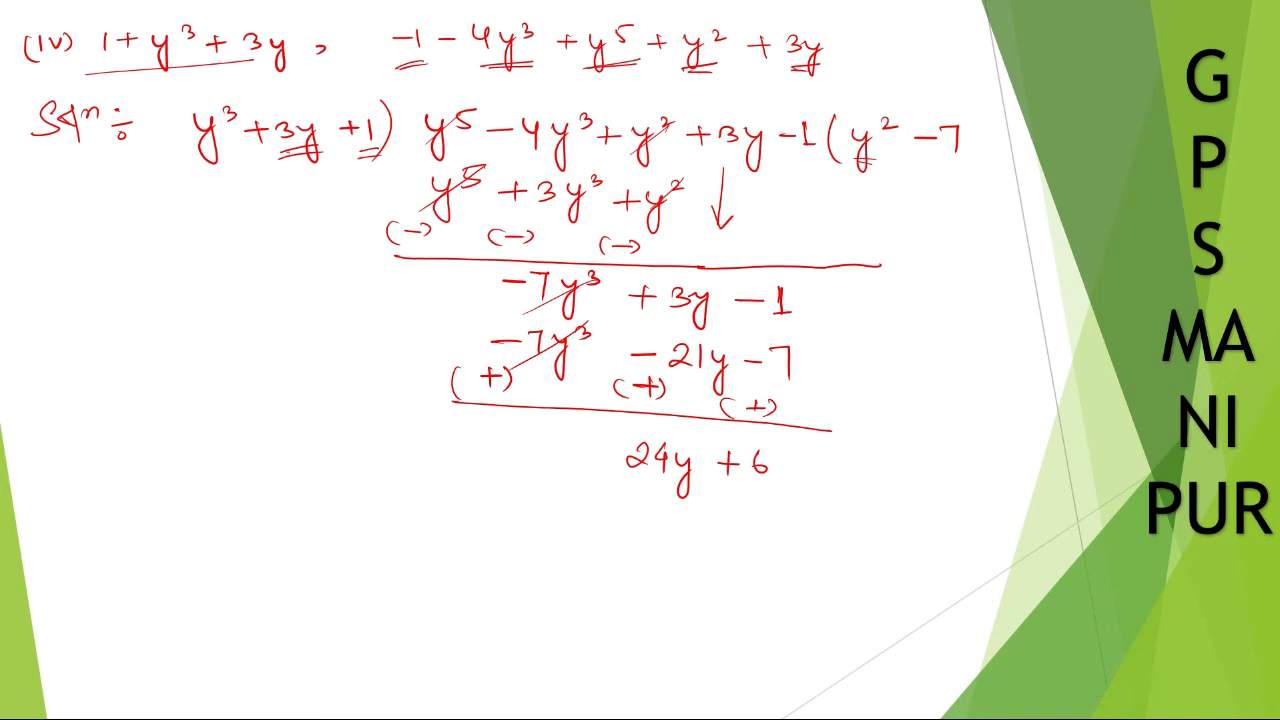 (iv) 1 + y³ + 3y , -1 - 4y³ + y⁵ + y² + 3y
Solⁿ ÷ y³ + 3y + 1) y⁵ - 4y³ + y² + 3y - 1 ( y² - 7
y⁵ + 3y³ + y²
(-) (-) (-)
-7y³ + 3y - 1
-7y³ - 21y - 7
(+) (+) (+)
24y + 6
G
P
S
MA
NI
PUR